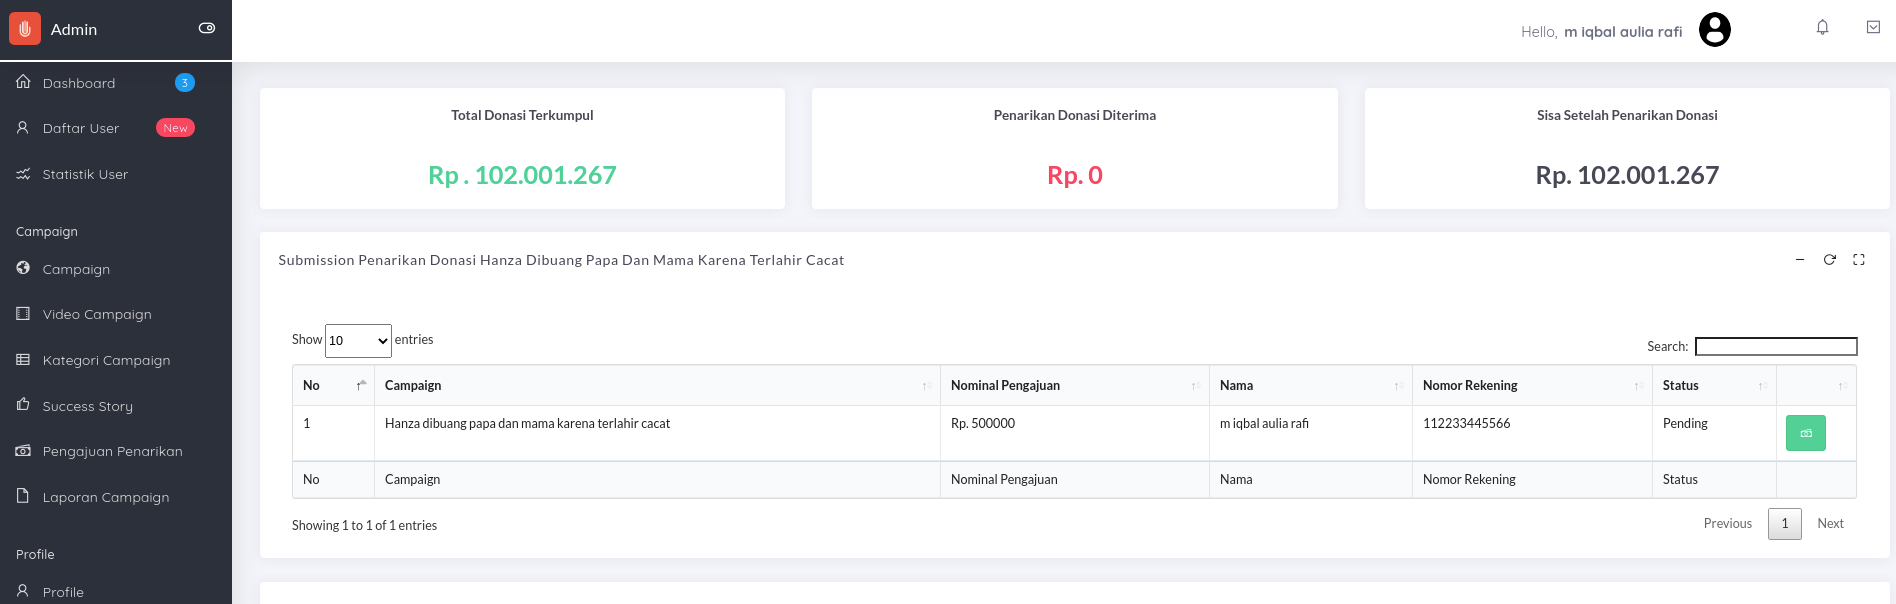 Admin
Hello, m iqbal aulia rafi
Dashboard 3
Daftar User New
Statistik User
Campaign
Campaign
Video Campaign
Kategori Campaign
Success Story
Pengajuan Penarikan
Laporan Campaign
Profile
Profile
Total Donasi Terkumpul
Rp . 102.001.267
Penarikan Donasi Diterima
Rp. 0
Sisa Setelah Penarikan Donasi
Rp. 102.001.267
Submission Penarikan Donasi Hanza Dibuang Papa Dan Mama Karena Terlahir Cacat
Show 10 entries
Search:
No Campaign Nominal Pengajuan Nama Nomor Rekening Status
1 Hanza dibuang papa dan mama karena terlahir cacat Rp. 500000 m iqbal aulia rafi 112233445566 Pending
No Campaign Nominal Pengajuan Nama Nomor Rekening Status
Showing 1 to 1 of 1 entries
Previous 1 Next